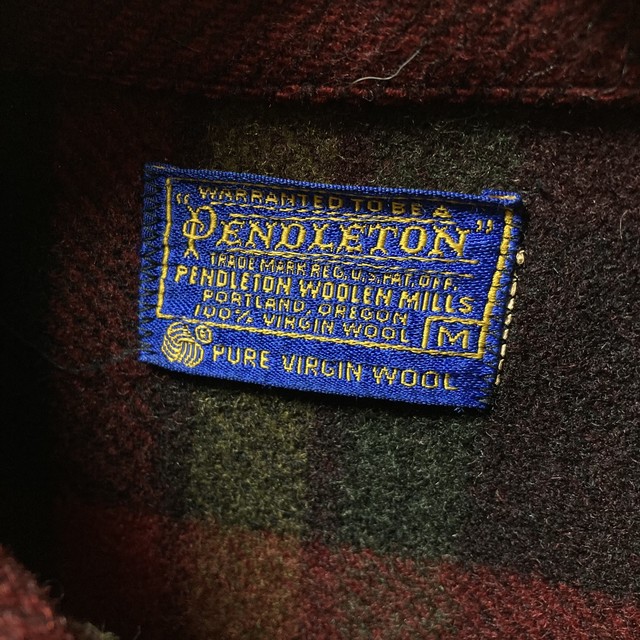 WARRANTED TO BE A
"PENDLETON"
TRADE MARK REG. U.S. PAT. OFF.
PENDLETON WOOLEN MILLS
PORTLAND, OREGON
100% VIRGIN WOOL M
PURE VIRGIN WOOL